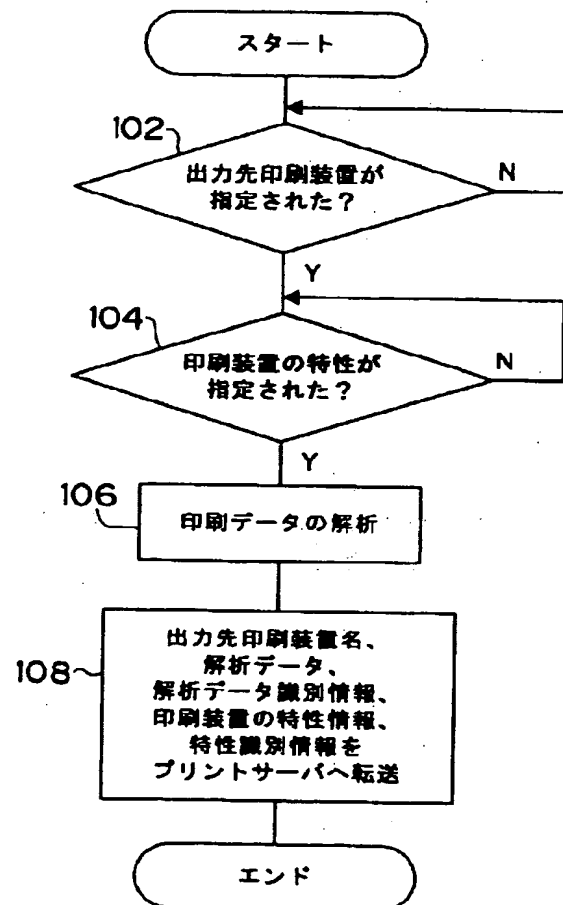 スタート
102
出力先印刷装置が
指定された？
N
Y
104
印刷装置の特性が
指定された？
N
Y
106
印刷データの解析
108
出力先印刷装置名、
解析データ、
解析データ識別情報、
印刷装置の特性情報、
特性識別情報を
プリントサーバへ転送
エンド